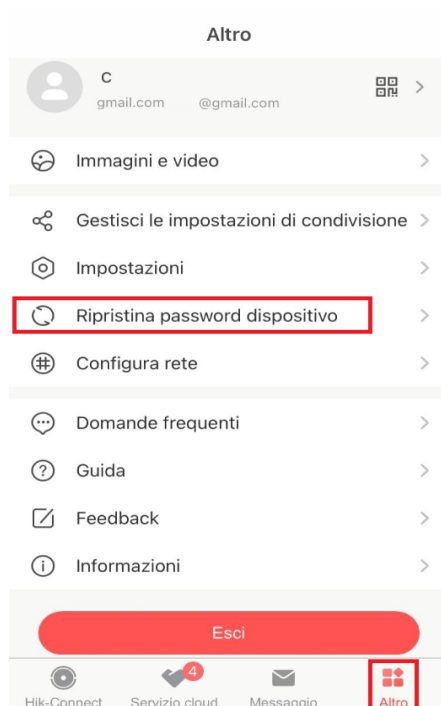 Altro
C
gmail.com @gmail.com
Immagini e video
Gestisci le impostazioni di condivisione
Impostazioni
Ripristina password dispositivo
Configura rete
Domande frequenti
Guida
Feedback
Informazioni
Esci
4
Hik-Connect Servizio cloud Messaggio Altro